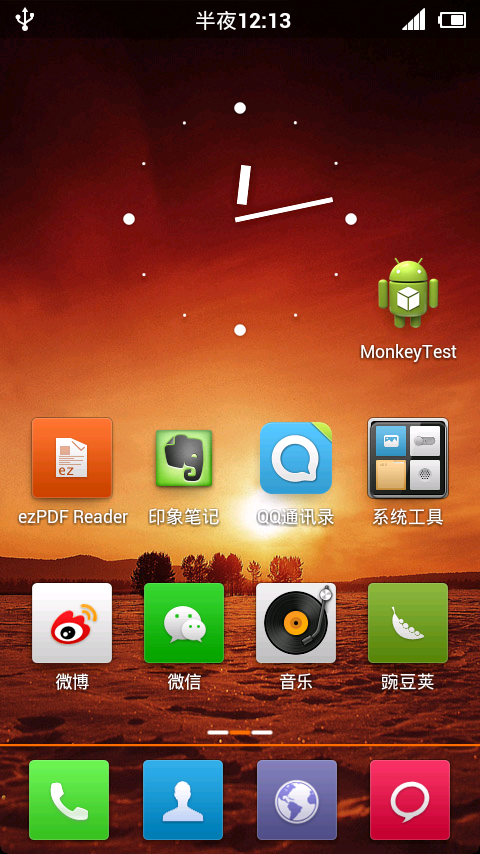 半夜12:13
MonkeyTest
ez
ezPDF Reader
印象笔记
QQ通讯录
系统工具
微博
微信
音乐
豌豆荚